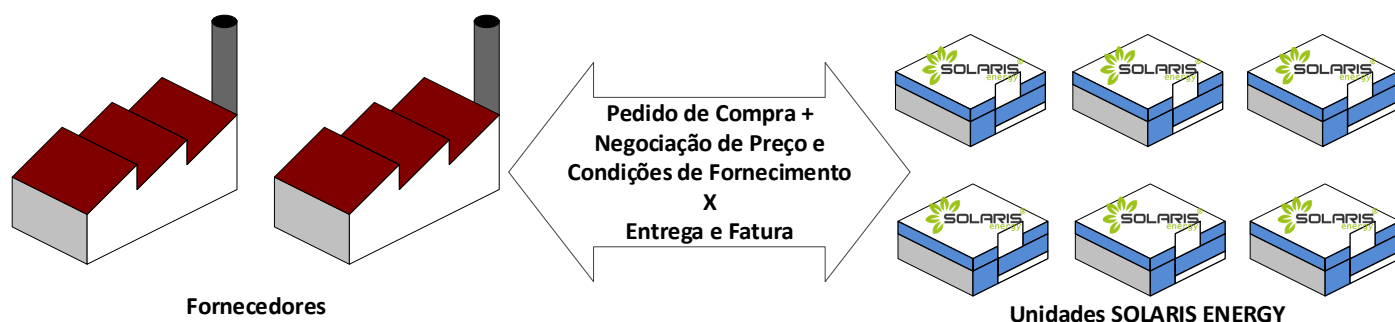 SOLARIS
energy
SOLARIS
energy
SOLARIS
energy
Pedido de Compra +
Negociação de Preço e
Condições de Fornecimento
X
Entrega e Fatura
SOLARIS
energy
SOLARIS
energy
SOLARIS
energy
Fornecedores
Unidades SOLARIS ENERGY